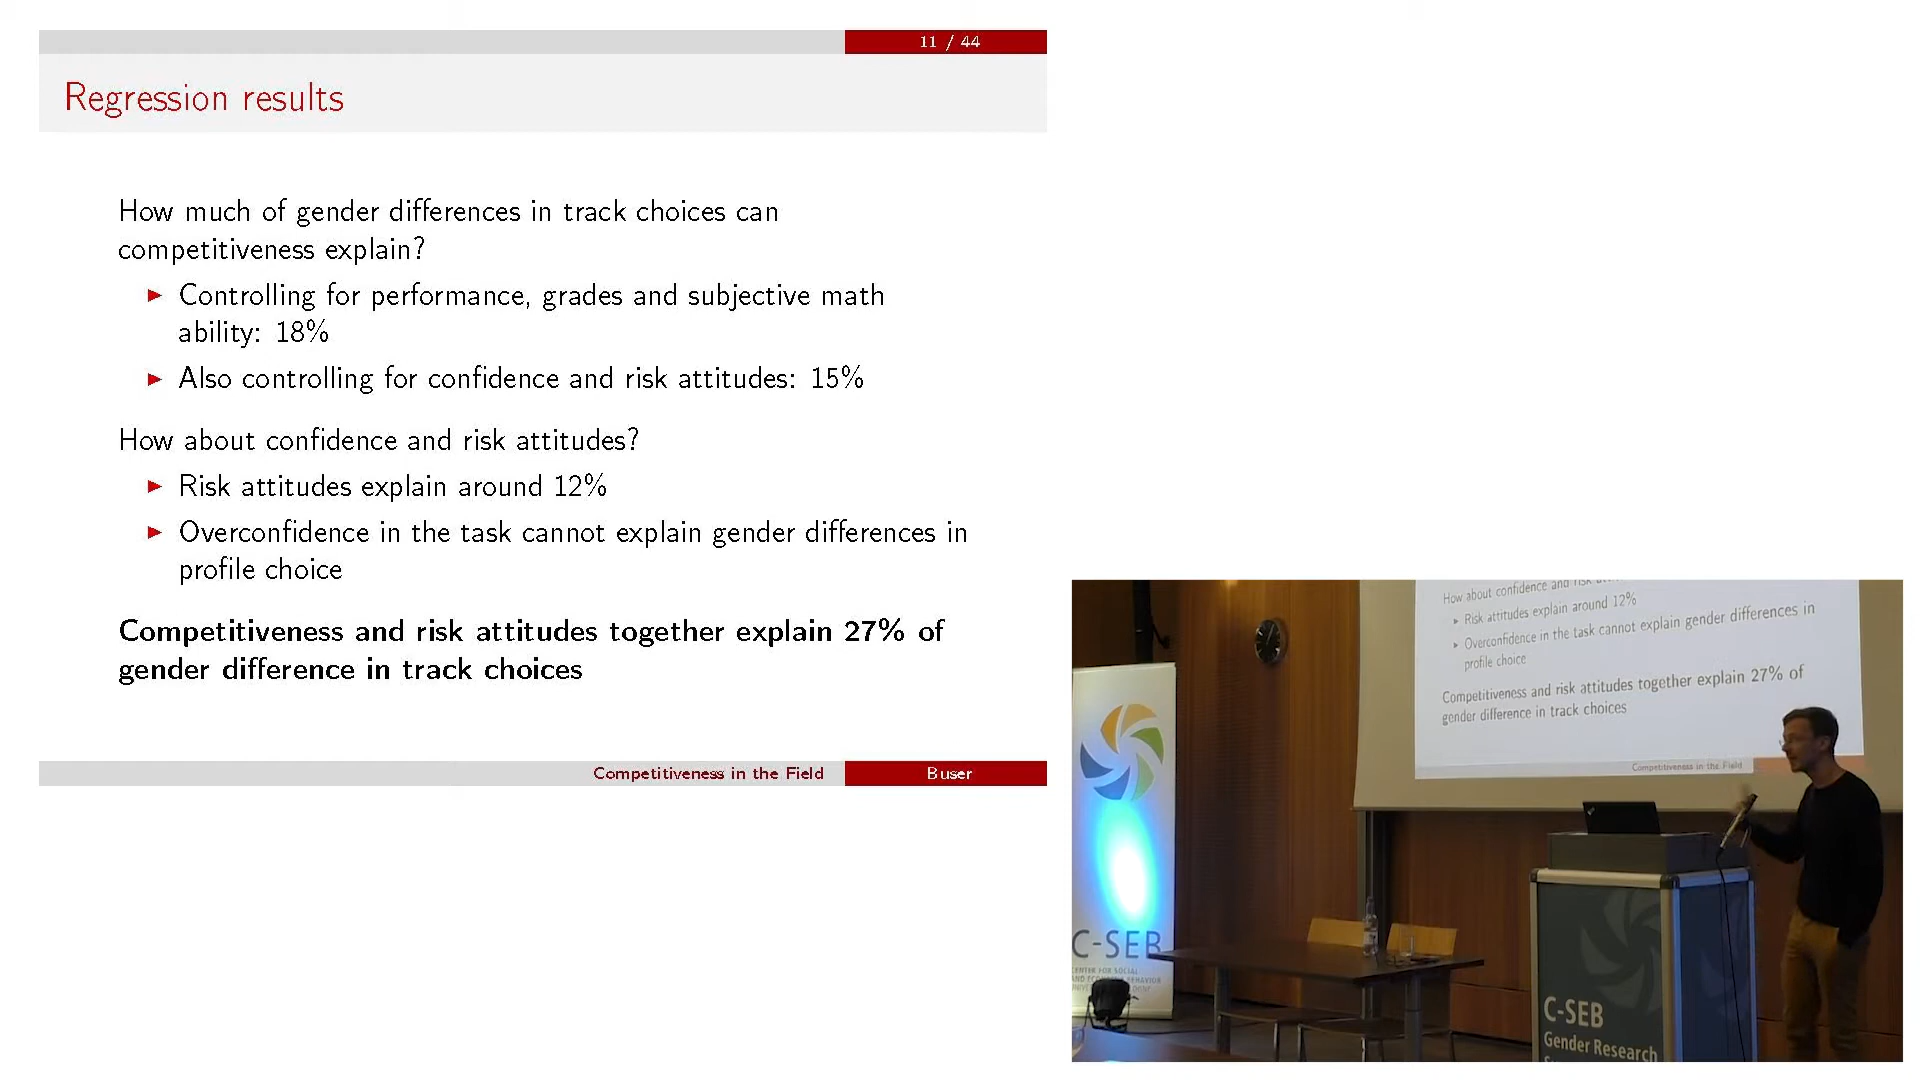 11 / 44
Regression results
How much of gender differences in track choices can
competitiveness explain?
Controlling for performance, grades and subjective math
ability: 18%
Also controlling for confidence and risk attitudes: 15%
How about confidence and risk attitudes?
Risk attitudes explain around 12%
Overconfidence in the task cannot explain gender differences in
profile choice
Competitiveness and risk attitudes together explain 27% of
gender difference in track choices
Competitiveness in the Field
Buser
How about confidence and risk
Risk attitudes explain around 12%
Overconfidence in the task cannot explain gender differences in
profile choice
Competitiveness and risk attitudes together explain 27% of
gender difference in track choices
Competitiveness in the Field
C-SEB
CENTER FOR SOCIAL
AND ECONOMIC BEHAVIOR
C-SEB
Gender Research